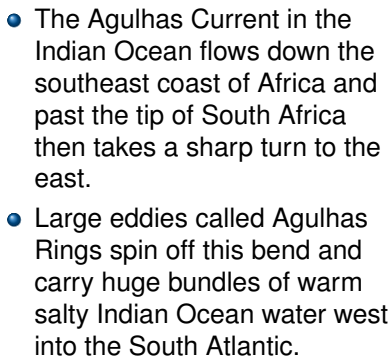 The Agulhas Current in the
Indian Ocean flows down the
southeast coast of Africa and
past the tip of South Africa
then takes a sharp turn to the
east.
Large eddies called Agulhas
Rings spin off this bend and
carry huge bundles of warm
salty Indian Ocean water west
into the South Atlantic.